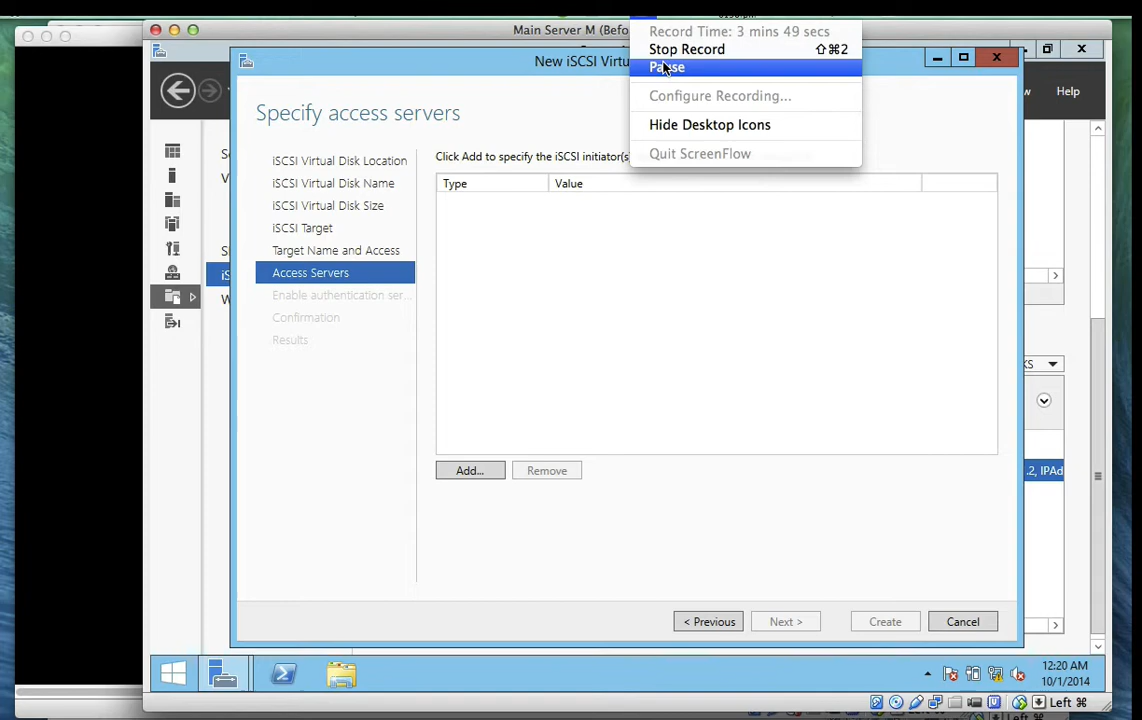 Main Server M (Befo
Record Time: 3 mins 49 secs
Stop Record ⇧⌘2
Pause
Configure Recording...
Hide Desktop Icons
Quit ScreenFlow
New iSCSI Virtu
Help
Specify access servers
Click Add to specify the iSCSI initiator(s)
iSCSI Virtual Disk Location
iSCSI Virtual Disk Name
iSCSI Virtual Disk Size
iSCSI Target
Target Name and Access
Access Servers
Enable authentication ser...
Confirmation
Results
Type Value
Add... Remove
.2, IPAd
< Previous Next > Create Cancel
12:20 AM
10/1/2014
Left ⌘